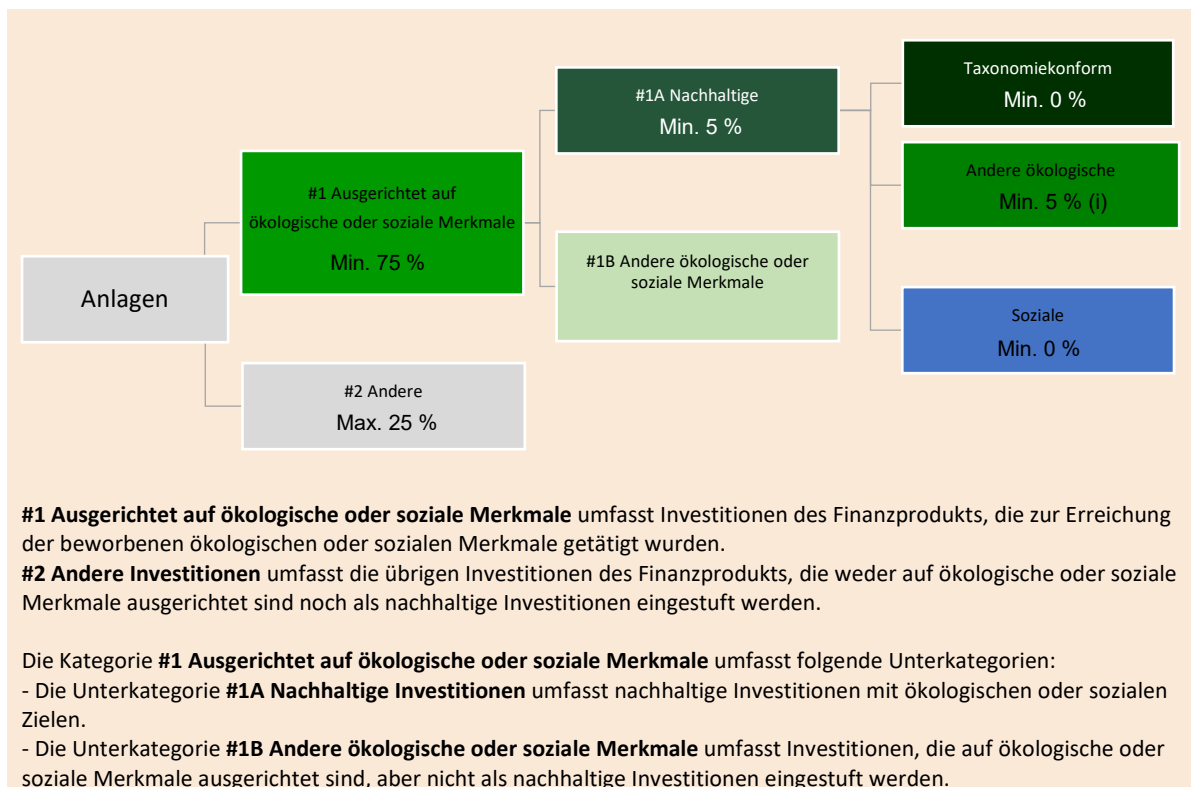 Anlagen
#1 Ausgerichtet auf
ökologische oder soziale Merkmale
Min. 75 %
#2 Andere
Max. 25 %
#1A Nachhaltige
Min. 5 %
#1B Andere ökologische oder
soziale Merkmale
Taxonomiekonform
Min. 0 %
Andere ökologische
Min. 5 % (i)
Soziale
Min. 0 %
#1 Ausgerichtet auf ökologische oder soziale Merkmale umfasst Investitionen des Finanzprodukts, die zur Erreichung
der beworbenen ökologischen oder sozialen Merkmale getätigt wurden.
#2 Andere Investitionen umfasst die übrigen Investitionen des Finanzprodukts, die weder auf ökologische oder soziale
Merkmale ausgerichtet sind noch als nachhaltige Investitionen eingestuft werden.
Die Kategorie #1 Ausgerichtet auf ökologische oder soziale Merkmale umfasst folgende Unterkategorien:
- Die Unterkategorie #1A Nachhaltige Investitionen umfasst nachhaltige Investitionen mit ökologischen oder sozialen
Zielen.
- Die Unterkategorie #1B Andere ökologische oder soziale Merkmale umfasst Investitionen, die auf ökologische oder
soziale Merkmale ausgerichtet sind, aber nicht als nachhaltige Investitionen eingestuft werden.